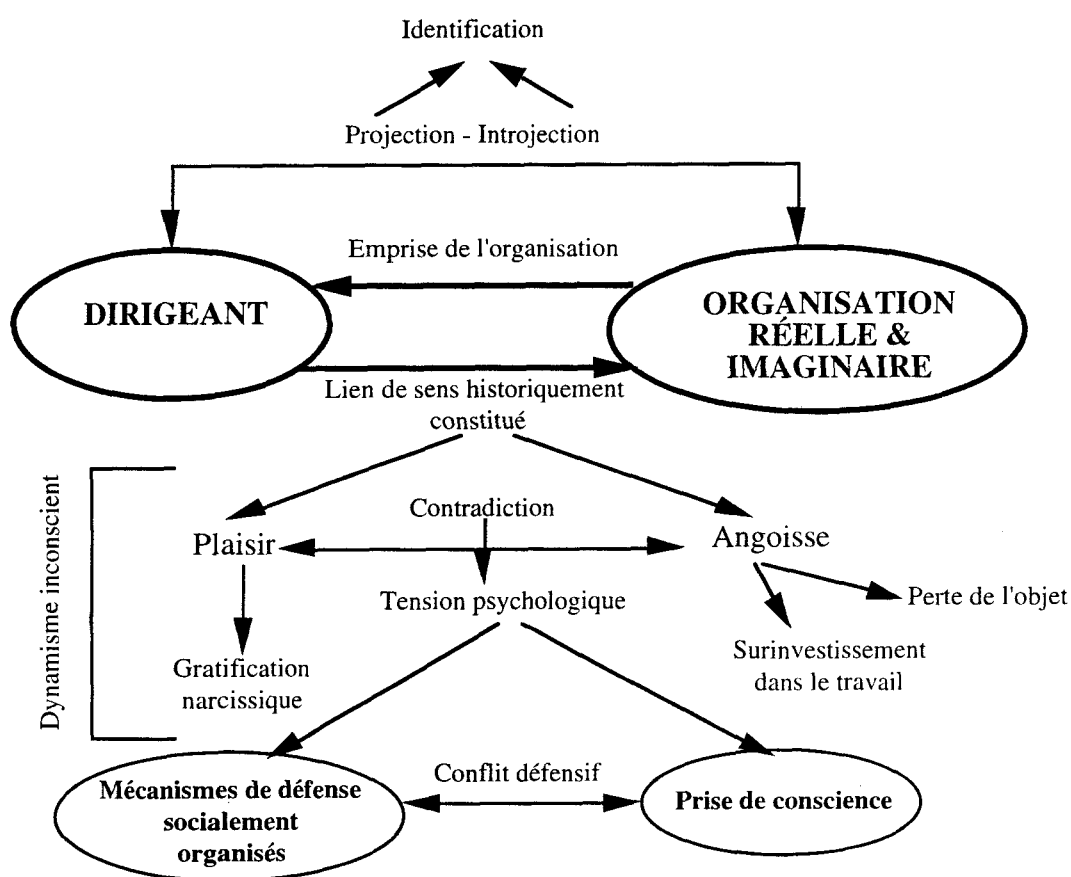 Identification
Projection - Introjection
Emprise de l'organisation
DIRIGEANT
ORGANISATION
RÉELLE &
IMAGINAIRE
Lien de sens historiquement
constitué
Dynamisme inconscient
Contradiction
Plaisir
Angoisse
Tension psychologique
Perte de l'objet
Gratification
narcissique
Surinvestissement
dans le travail
Mécanismes de défense
socialement
organisés
Conflit défensif
Prise de conscience